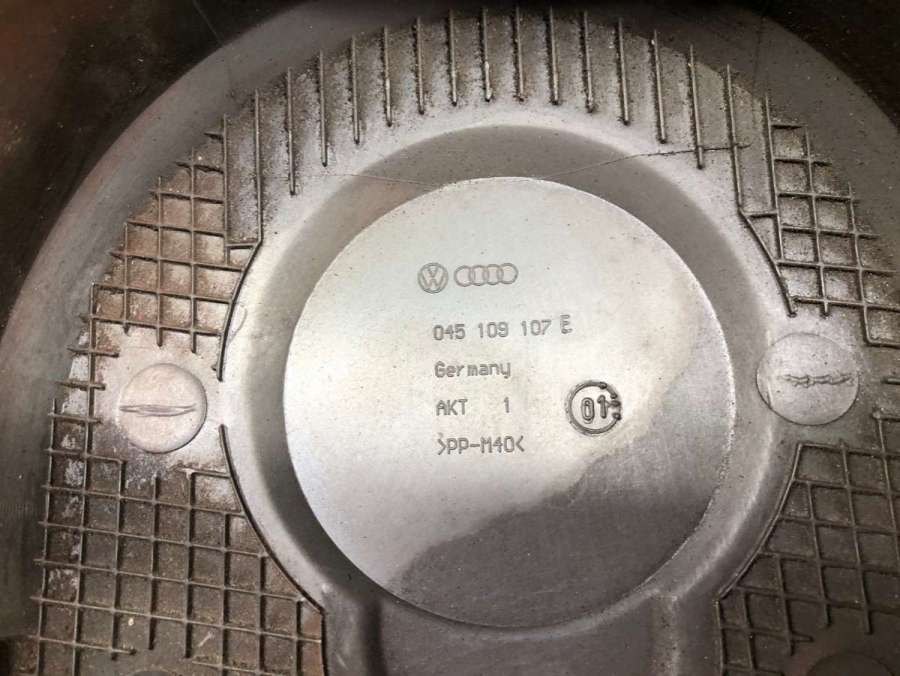 045 109 107 E
Germany
AKT 1
01
>PP-M40<